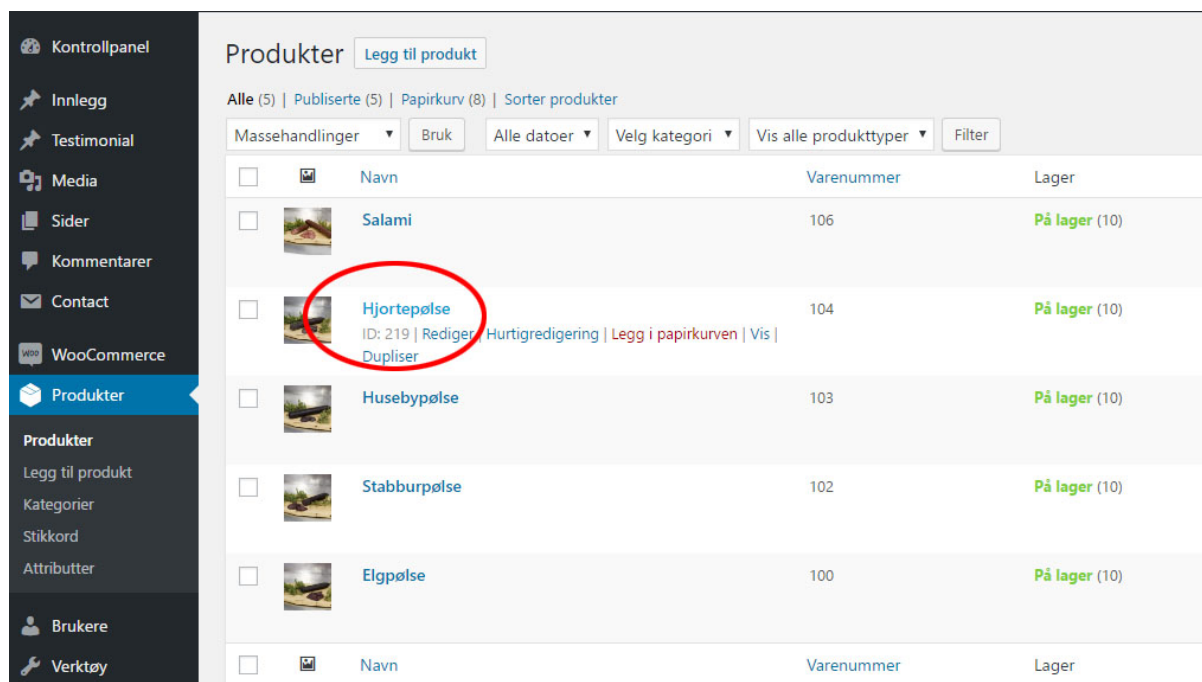 Kontrollpanel
Innlegg
Testimonial
Media
Sider
Kommentarer
Contact
WooCommerce
Produkter
Produkter
Legg til produkt
Kategorier
Stikkord
Attributter
Brukere
Verktøy
Produkter Legg til produkt
Alle (5) | Publiserte (5) | Papirkurv (8) | Sorter produkter
Massehandlinger Bruk Alle datoer Velg kategori Vis alle produkttyper Filter
Navn Varenummer Lager
Salami 106 På lager (10)
Hjortepølse 104 På lager (10)
ID: 219 | Rediger | Hurtigredigering | Legg i papirkurven | Vis |
Dupliser
Husebypølse 103 På lager (10)
Stabburpølse 102 På lager (10)
Elgpølse 100 På lager (10)
Navn Varenummer Lager